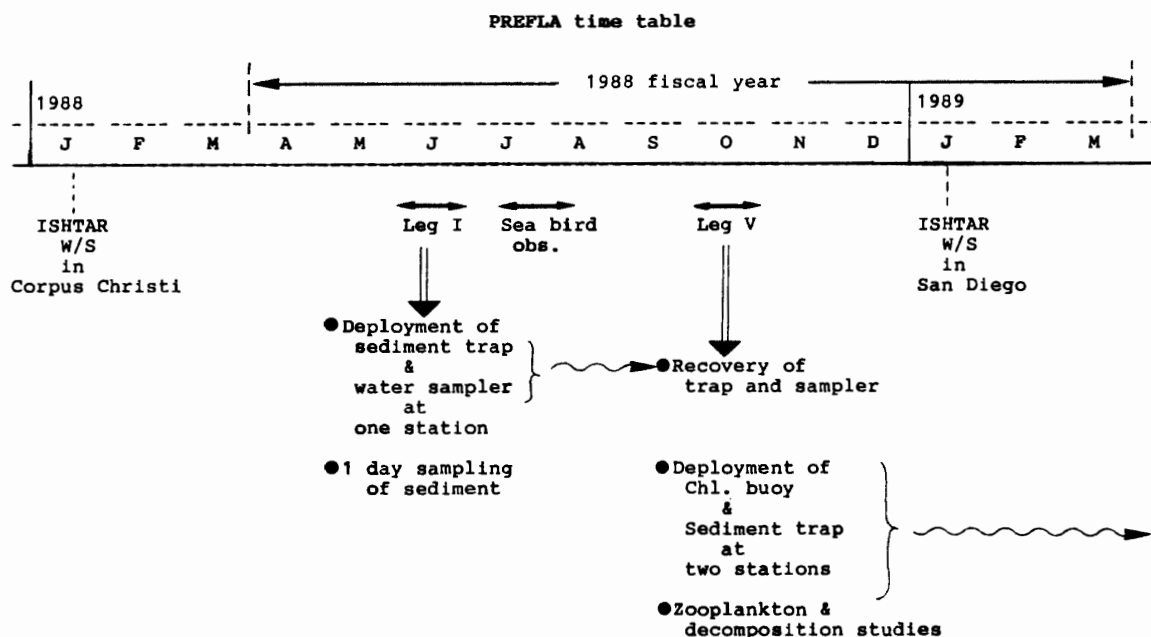 PREFLA time table
1988 fiscal year
1988
1989
J F M A M J J A S O N D J F M
ISHTAR
W/S
in
Corpus Christi
Leg I
Sea bird
obs.
Leg V
ISHTAR
W/S
in
San Diego
●Deployment of
sediment trap
&
water sampler
at
one station
●1 day sampling
of sediment
●Recovery of
trap and sampler
●Deployment of
Chl. buoy
&
Sediment trap
at
two stations
●Zooplankton &
decomposition studies